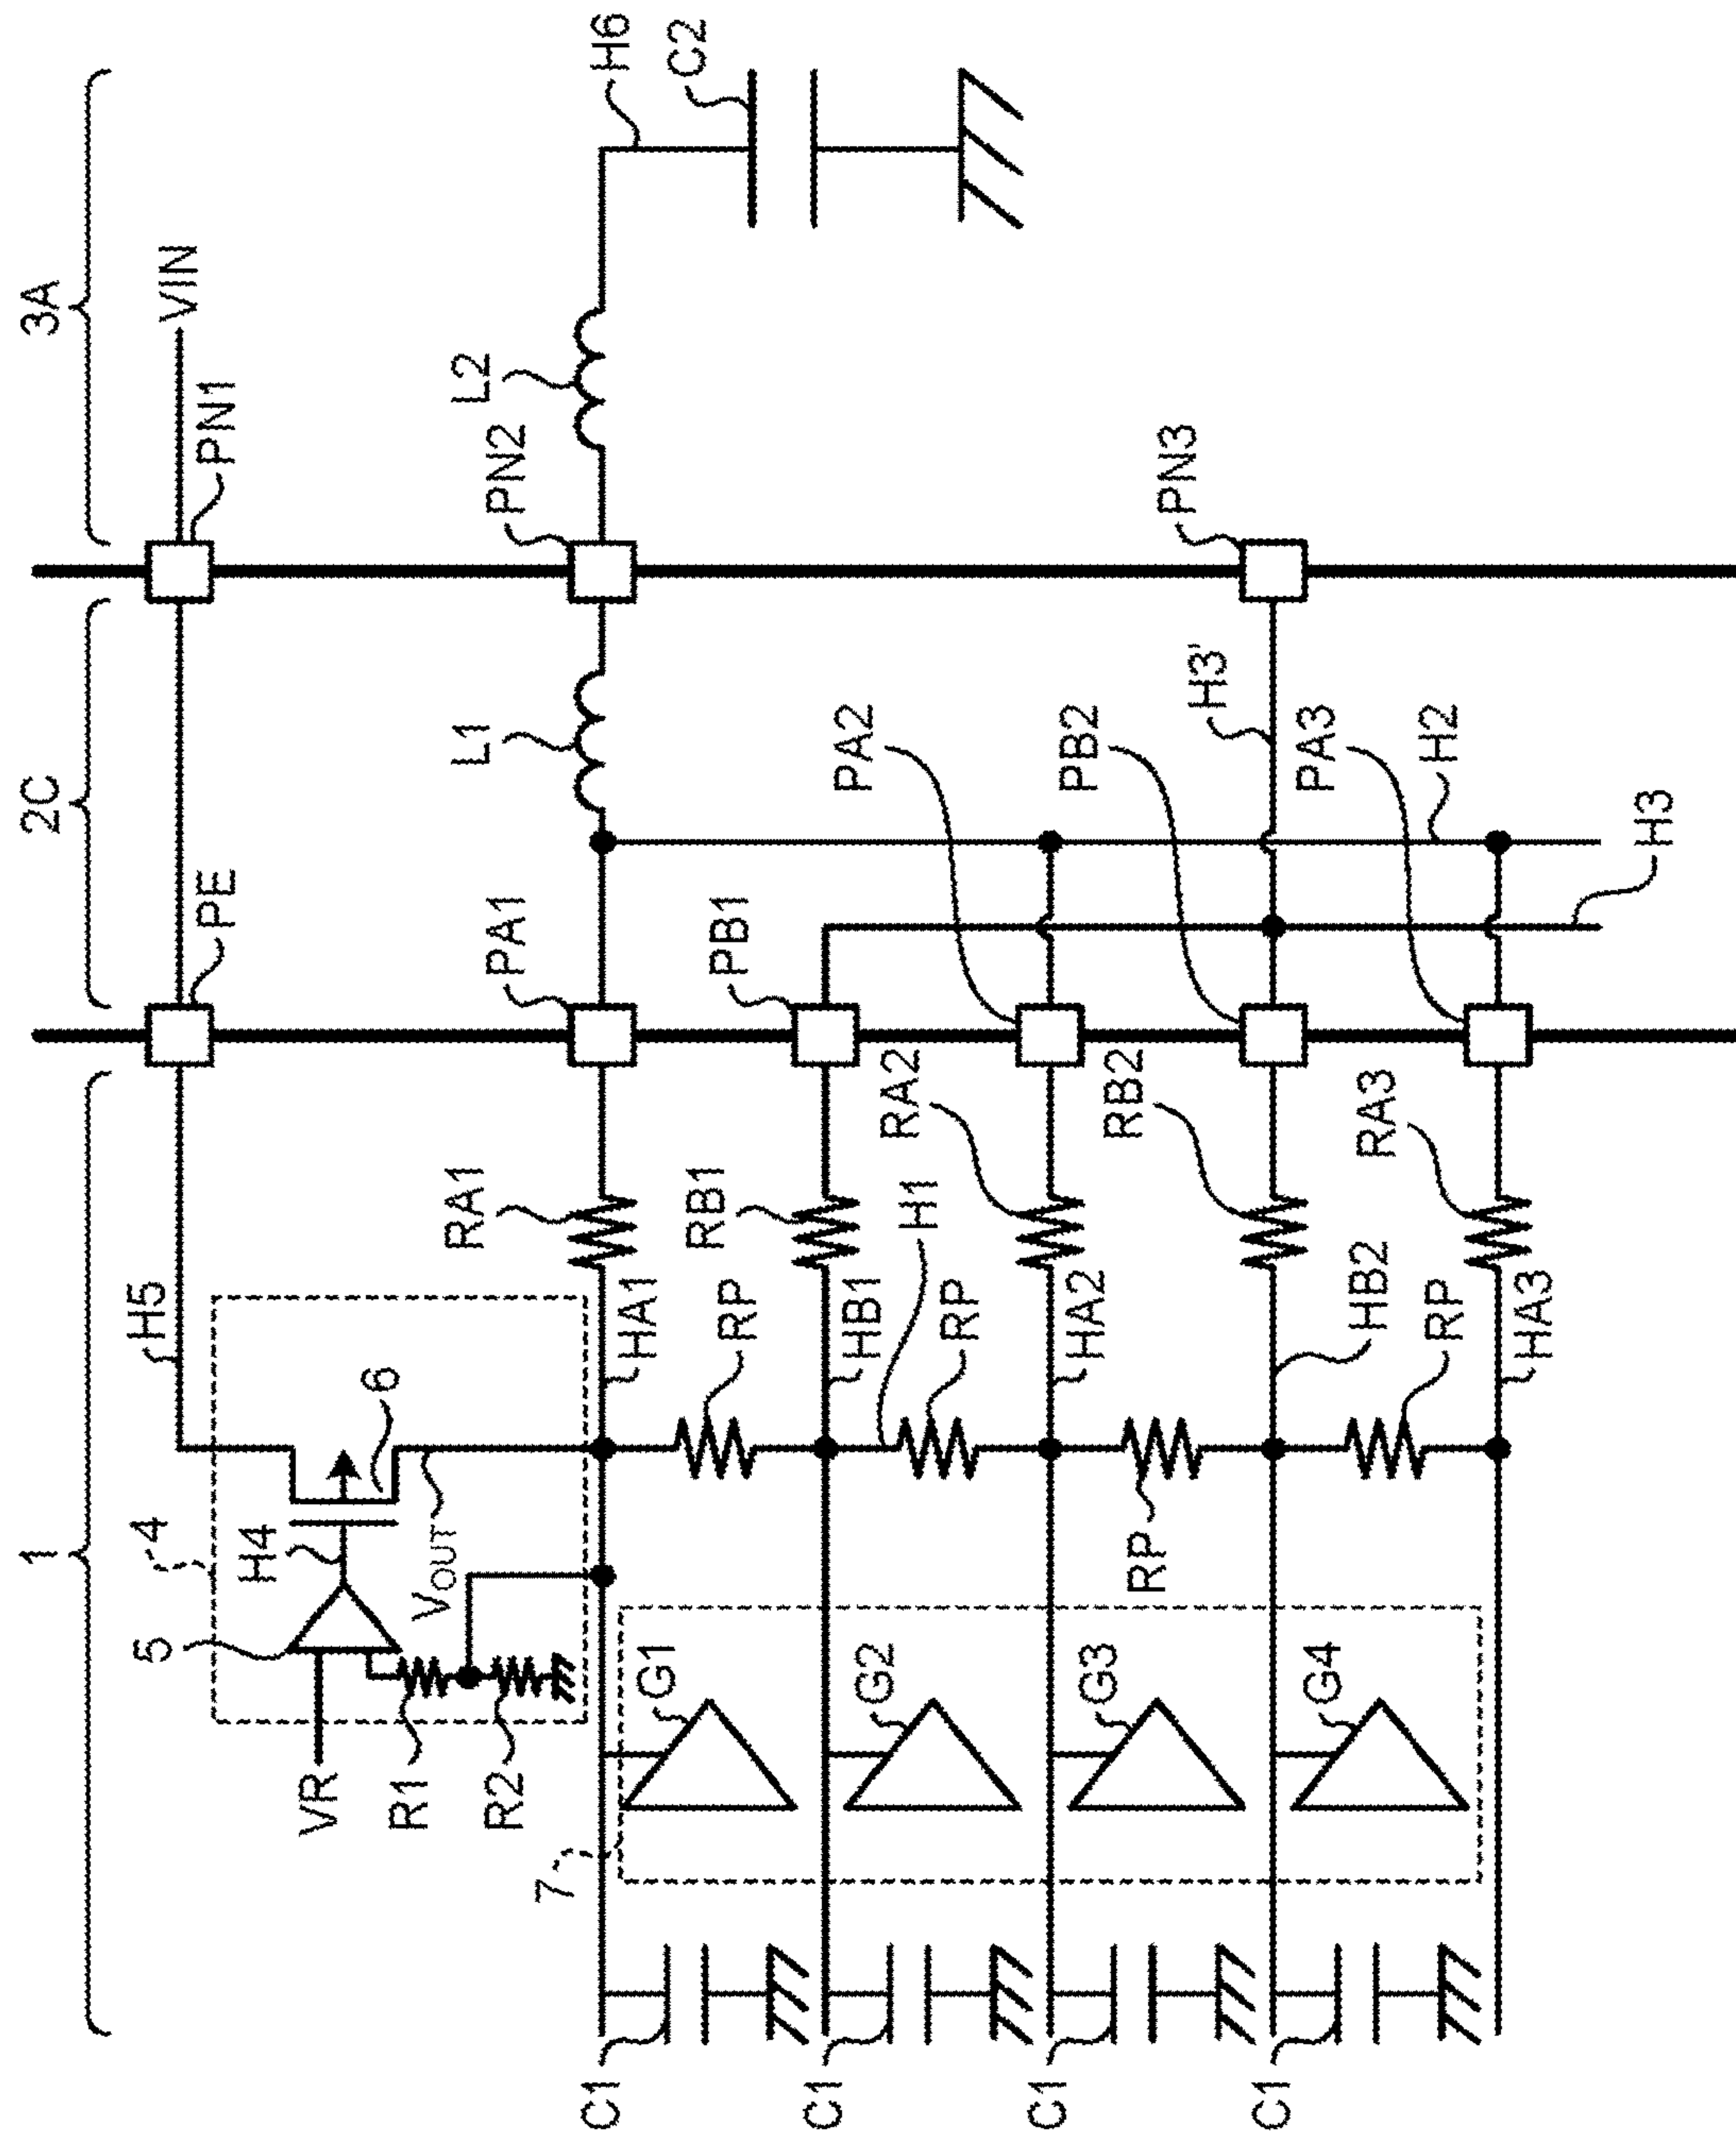 1
2C
3A
H5
PE
PN1
VIN
4
5
H4
6
VR
R1
R2
VOUT
RA1
PA1
L1
PN2
L2
H6
C2
HA1
RP
RB1
PB1
7
G1
C1
HB1
RP
H1
RA2
PA2
G2
C1
HA2
RP
RB2
PB2
H3'
PN3
G3
C1
HB2
RP
RA3
PA3
H2
G4
C1
HA3
H3